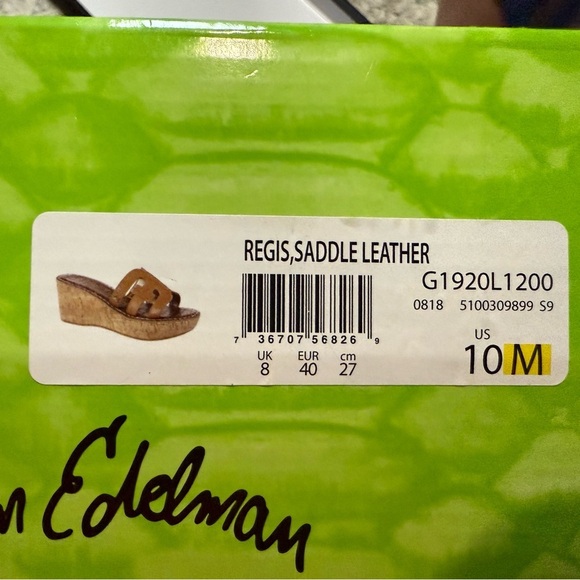 REGIS,SADDLE LEATHER
G1920L1200
0818 5100309899 S9
7 36707 56826 9
UK EUR cm
8 40 27
US
10 M
Edelman